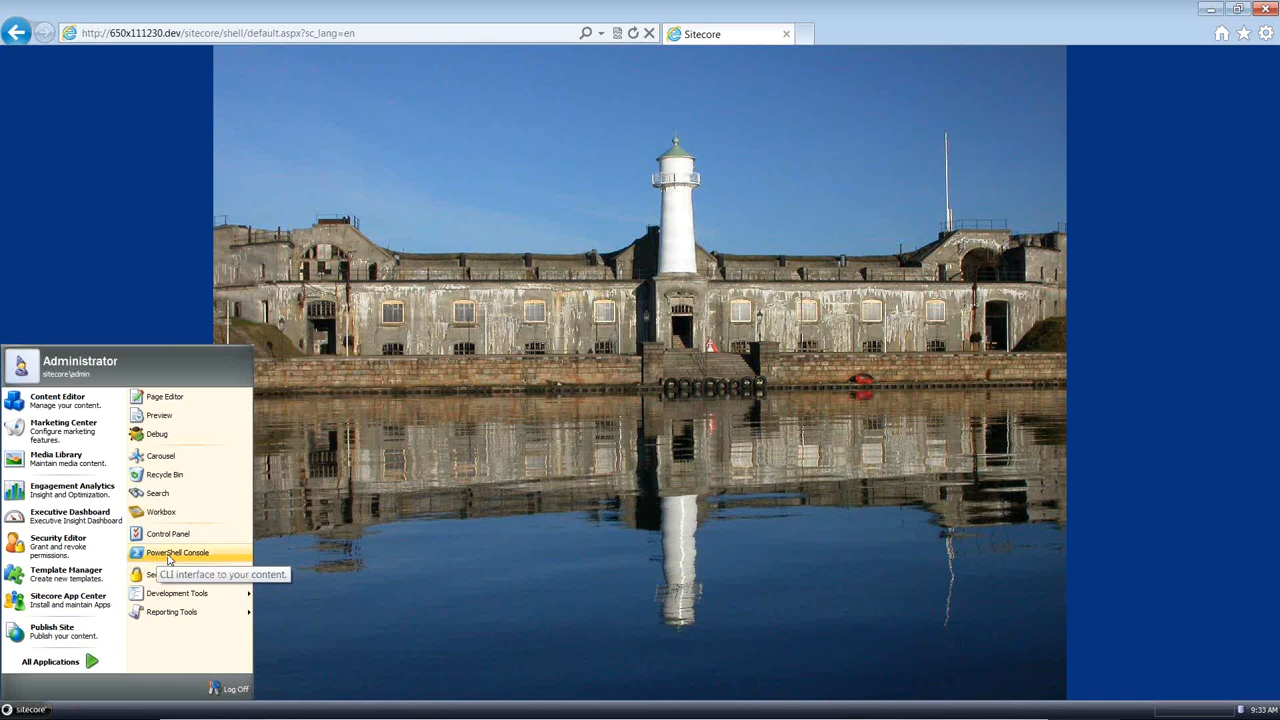 http://650x111230.dev/sitecore/shell/default.aspx?sc_lang=en
Sitecore
Administrator
sitecore\admin
Content Editor
Manage your content.
Marketing Center
Configure marketing
features.
Media Library
Maintain media content.
Engagement Analytics
Insight and Optimization.
Executive Dashboard
Executive Insight Dashboard
Security Editor
Grant and revoke
permissions.
Template Manager
Create new templates.
Sitecore App Center
Install and maintain Apps
Publish Site
Publish your content.
All Applications
Page Editor
Preview
Debug
Carousel
Recycle Bin
Search
Workbox
Control Panel
PowerShell Console
CLI interface to your content.
Development Tools
Reporting Tools
Log Off
sitecore
9:33 AM